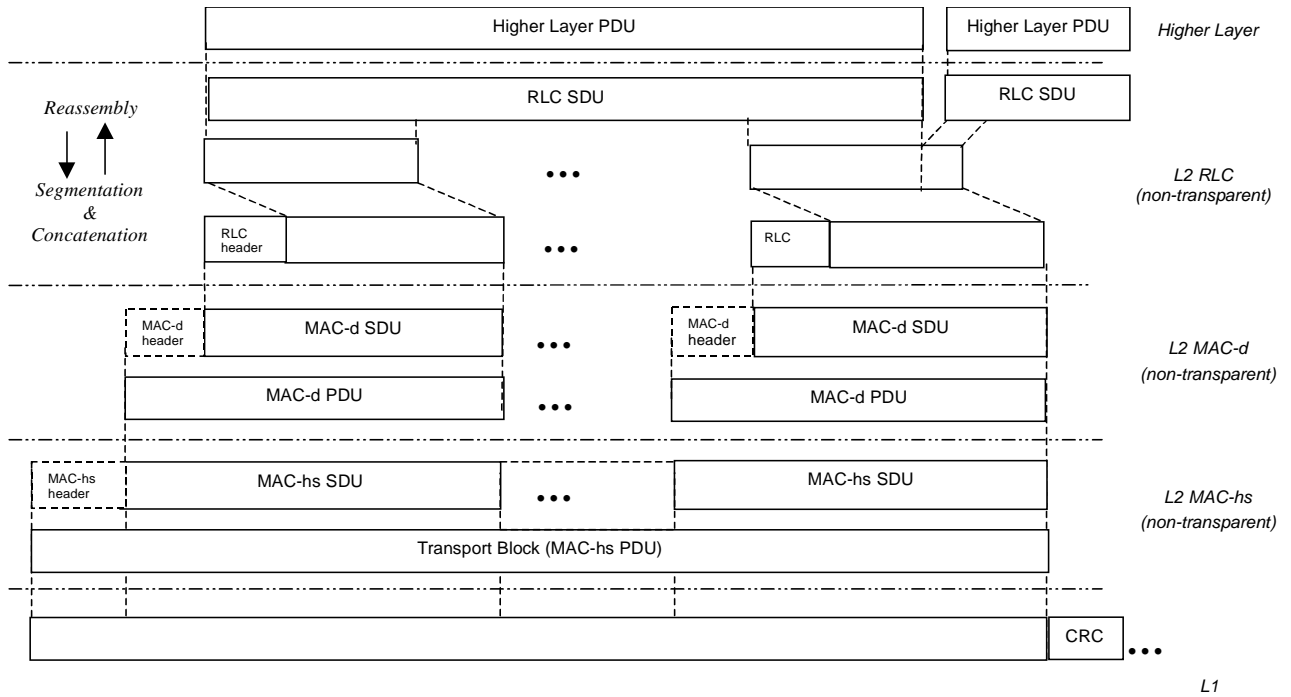 Higher Layer PDU
Higher Layer PDU
Higher Layer
RLC SDU
RLC SDU
Reassembly
Segmentation
&
Concatenation
•••
L2 RLC
(non-transparent)
RLC
header
•••
RLC
MAC-d
header
MAC-d SDU
•••
MAC-d
header
MAC-d SDU
L2 MAC-d
(non-transparent)
MAC-d PDU
•••
MAC-d PDU
MAC-hs
header
MAC-hs SDU
•••
MAC-hs SDU
L2 MAC-hs
(non-transparent)
Transport Block (MAC-hs PDU)
CRC
•••
L1